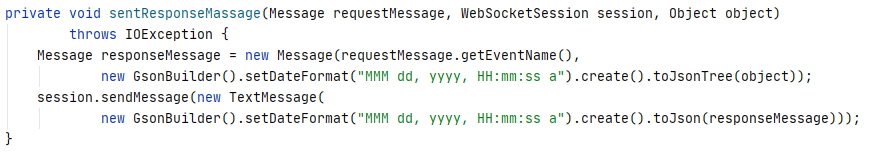 private void sentResponseMassage(Message requestMessage, WebSocketSession session, Object object)
throws IOException {
Message responseMessage = new Message(requestMessage.getEventName(),
new GsonBuilder().setDateFormat("MMM dd, yyyy, HH:mm:ss a").create().toJsonTree(object));
session.sendMessage(new TextMessage(
new GsonBuilder().setDateFormat("MMM dd, yyyy, HH:mm:ss a").create().toJson(responseMessage)));
}